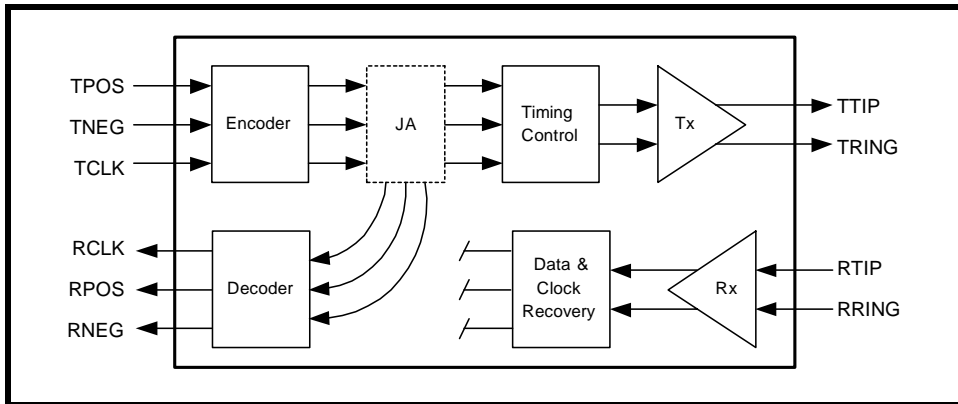 TPOS
TNEG
TCLK
Encoder
JA
Timing
Control
Tx
TTIP
TRING
RCLK
RPOS
RNEG
Decoder
Data &
Clock
Recovery
Rx
RTIP
RRING